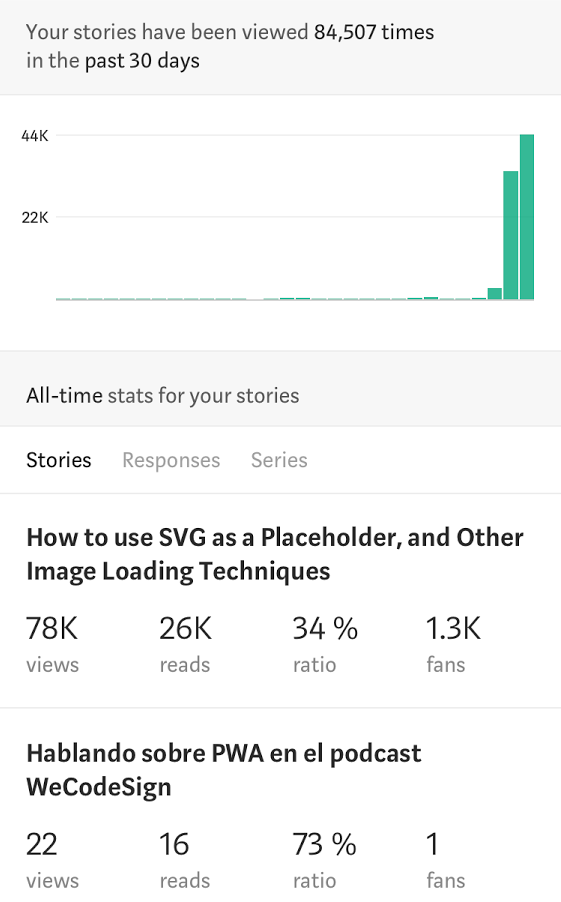 Your stories have been viewed 84,507 times
in the past 30 days
44K
22K
All-time stats for your stories
Stories Responses Series
How to use SVG as a Placeholder, and Other
Image Loading Techniques
78K 26K 34 % 1.3K
views reads ratio fans
Hablando sobre PWA en el podcast
WeCodeSign
22 16 73 % 1
views reads ratio fans